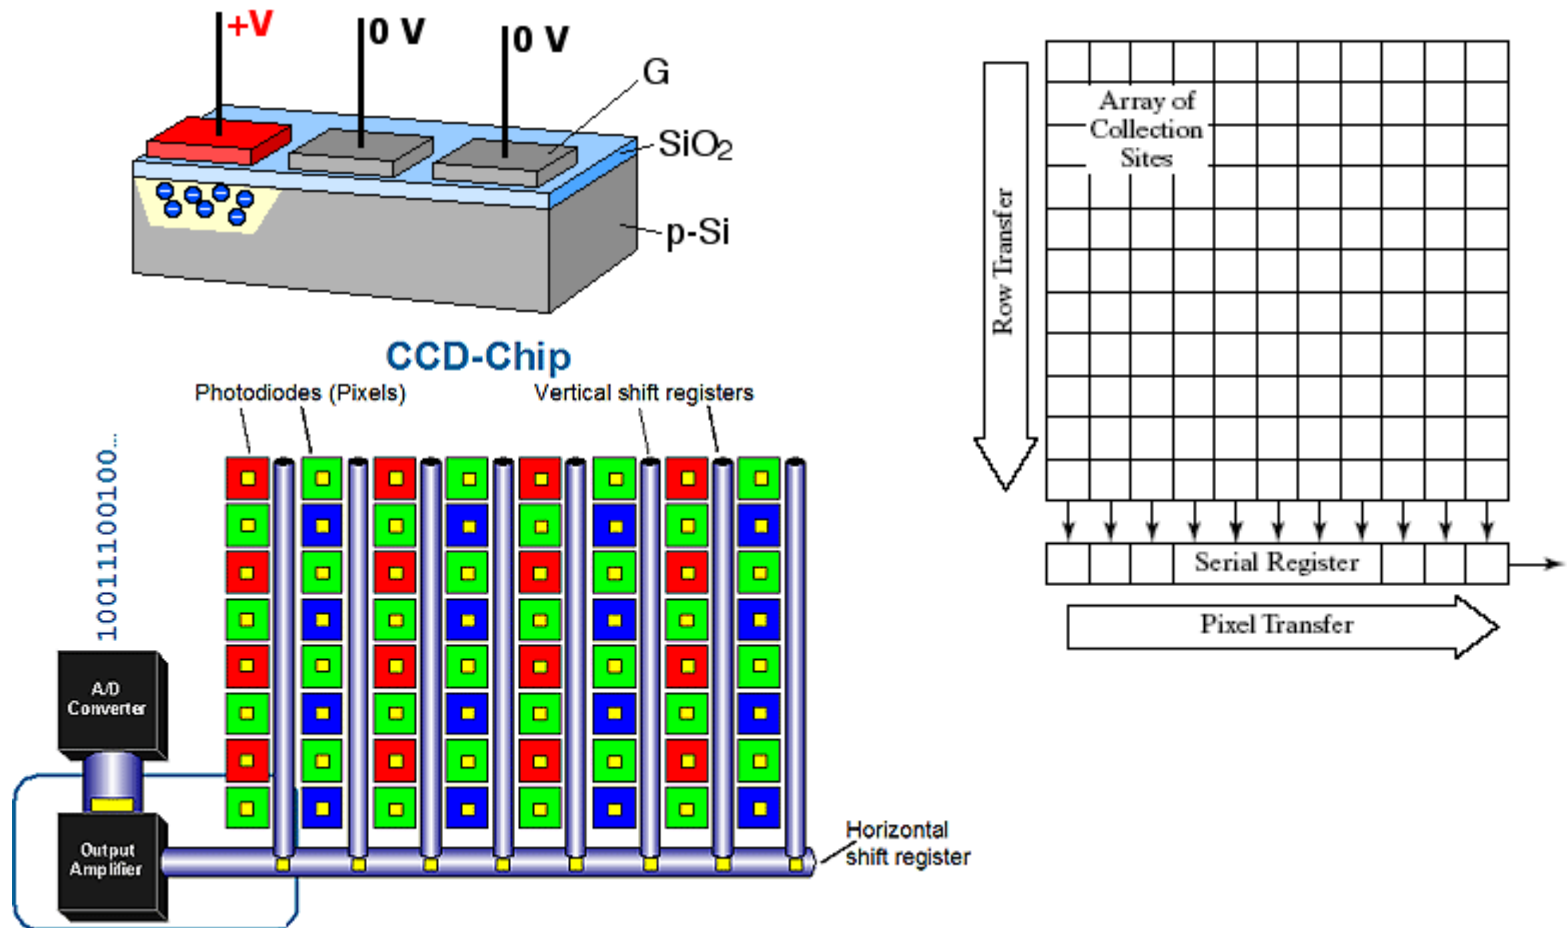 +V
0 V
0 V
G
SiO₂
p-Si
CCD-Chip
Photodiodes (Pixels)
Vertical shift registers
100111100100...
A/D
Converter
Output
Amplifier
Horizontal
shift register
Array of
Collection
Sites
Row Transfer
Serial Register
Pixel Transfer